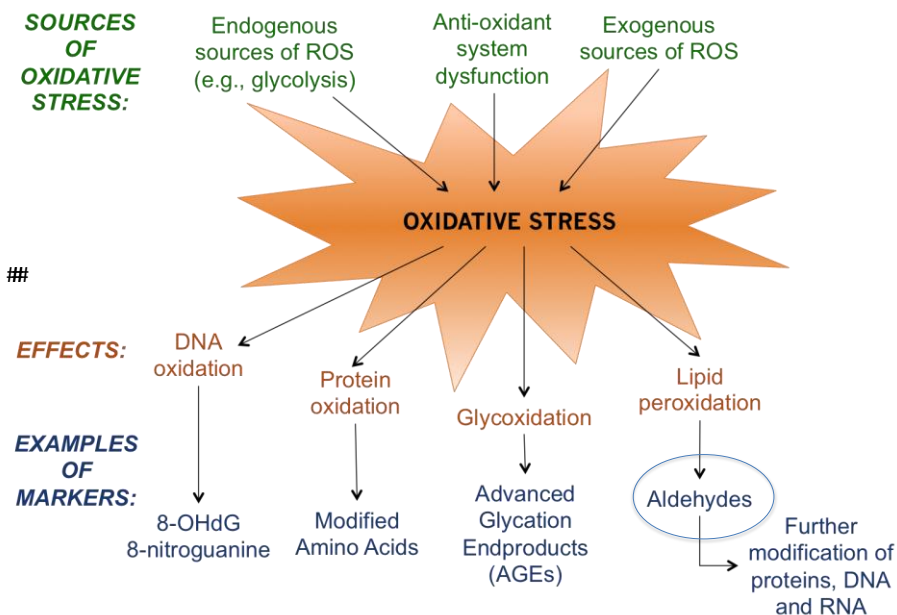 SOURCES
OF
OXIDATIVE
STRESS:
Endogenous
sources of ROS
(e.g., glycolysis)
Anti-oxidant
system
dysfunction
Exogenous
sources of ROS
OXIDATIVE STRESS
##
EFFECTS:
DNA
oxidation
Protein
oxidation
Glycoxidation
Lipid
peroxidation
EXAMPLES
OF
MARKERS:
8-OHdG
8-nitroguanine
Modified
Amino Acids
Advanced
Glycation
Endproducts
(AGEs)
Aldehydes
Further
modification of
proteins, DNA
and RNA